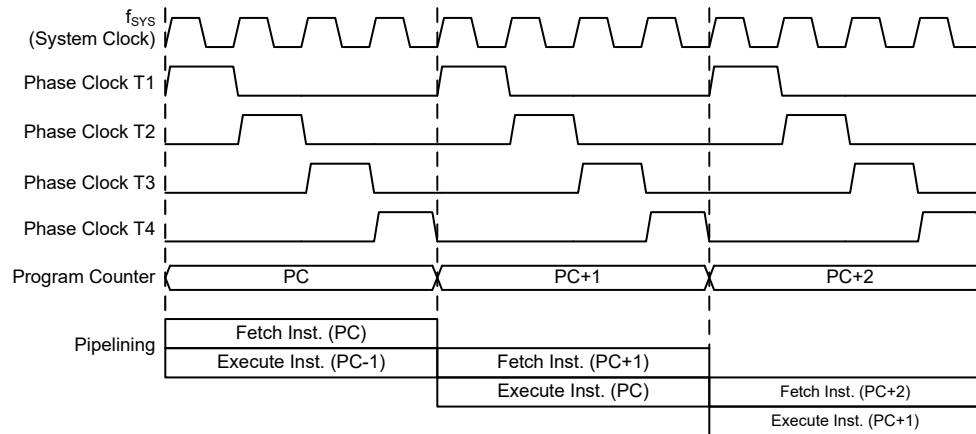 fSYS
(System Clock)
Phase Clock T1
Phase Clock T2
Phase Clock T3
Phase Clock T4
Program Counter PC PC+1 PC+2
Pipelining
Fetch Inst. (PC)
Execute Inst. (PC-1) Fetch Inst. (PC+1)
Execute Inst. (PC) Fetch Inst. (PC+2)
Execute Inst. (PC+1)